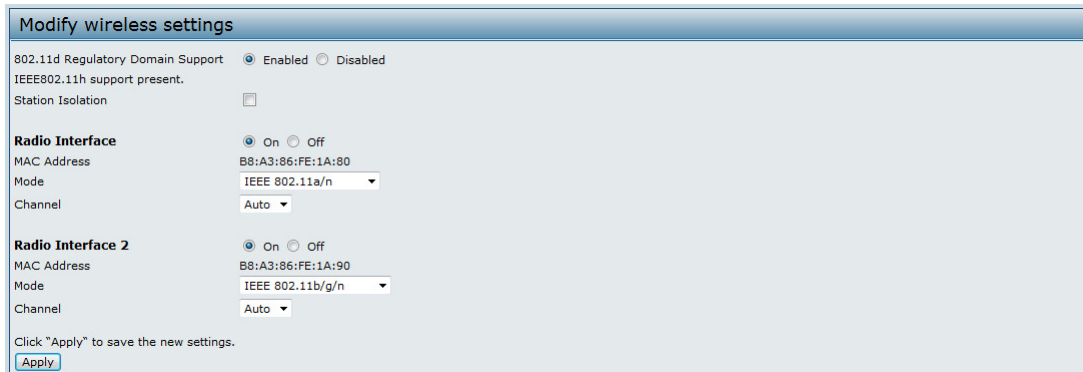 Modify wireless settings
802.11d Regulatory Domain Support Enabled Disabled
IEEE802.11h support present.
Station Isolation
Radio Interface On Off
MAC Address B8:A3:86:FE:1A:80
Mode IEEE 802.11a/n
Channel Auto
Radio Interface 2 On Off
MAC Address B8:A3:86:FE:1A:90
Mode IEEE 802.11b/g/n
Channel Auto
Click "Apply" to save the new settings.
Apply